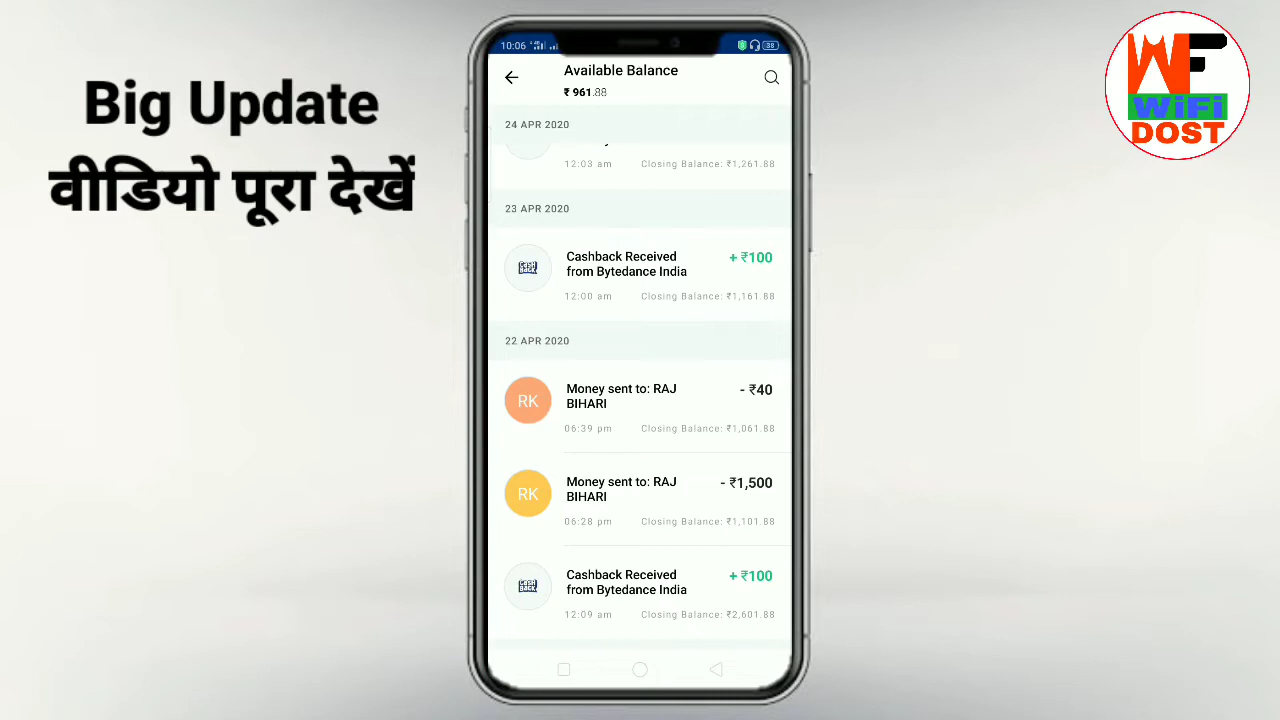 Big Update
वीडियो पूरा देखें
10:06
38
Available Balance
₹ 961.88
24 APR 2020
12:03 am
Closing Balance: ₹1,261.88
23 APR 2020
Cashback Received
from Bytedance India
+ ₹100
12:00 am
Closing Balance: ₹1,161.88
22 APR 2020
RK
Money sent to: RAJ
BIHARI
- ₹40
06:39 pm
Closing Balance: ₹1,061.88
RK
Money sent to: RAJ
BIHARI
- ₹1,500
06:28 pm
Closing Balance: ₹1,101.88
Cashback Received
from Bytedance India
+ ₹100
12:09 am
Closing Balance: ₹2,601.88
WF
WiFi
DOST